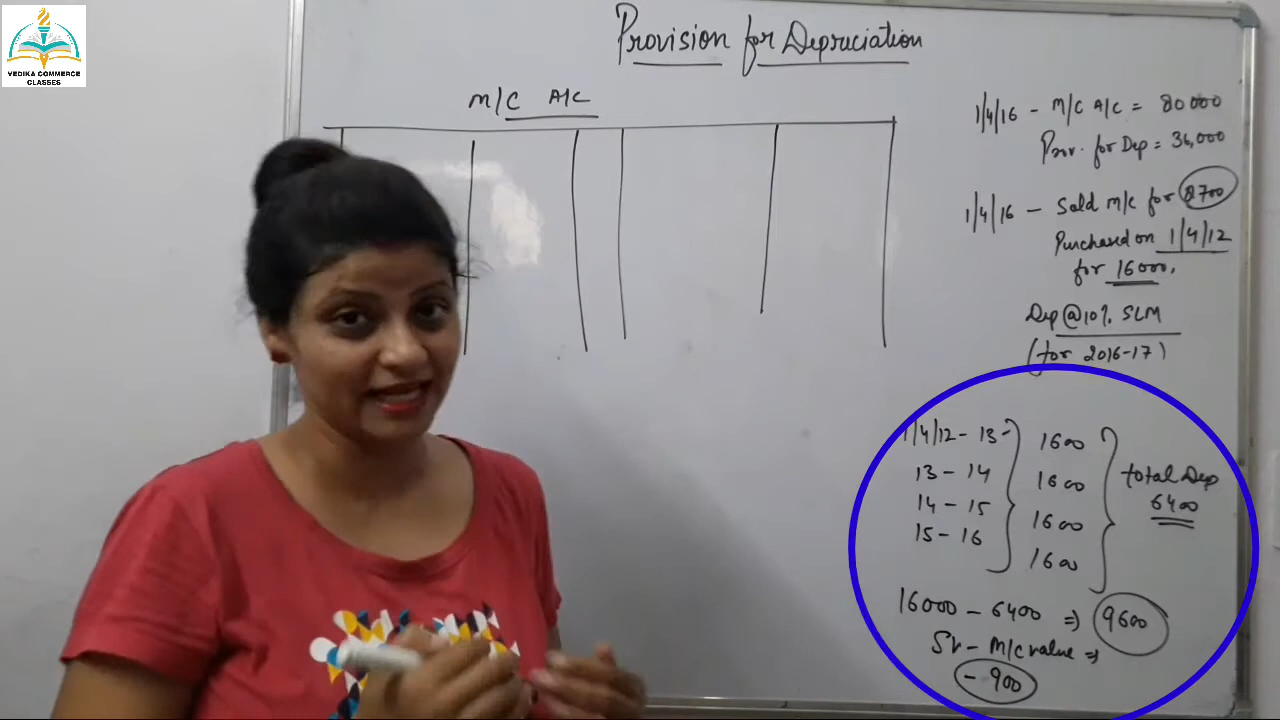 VEDIKA COMMERCE
CLASSES
Provision for Depreciation
M/C A/C
1/4/16 - M/C A/C = 80000
Prov. for Dep = 36,000
1/4/16 - Sold m/c for 8700
Purchased on 1/4/12
for 16000.
Dep @10% SLM
(for 2016-17)
1/4/12 - 13 - 1600
13 - 14 1600
14 - 15 1600
15 - 16 1600
total Dep
6400
16000 - 6400 => 9600
SV - M/C value =>
- 900